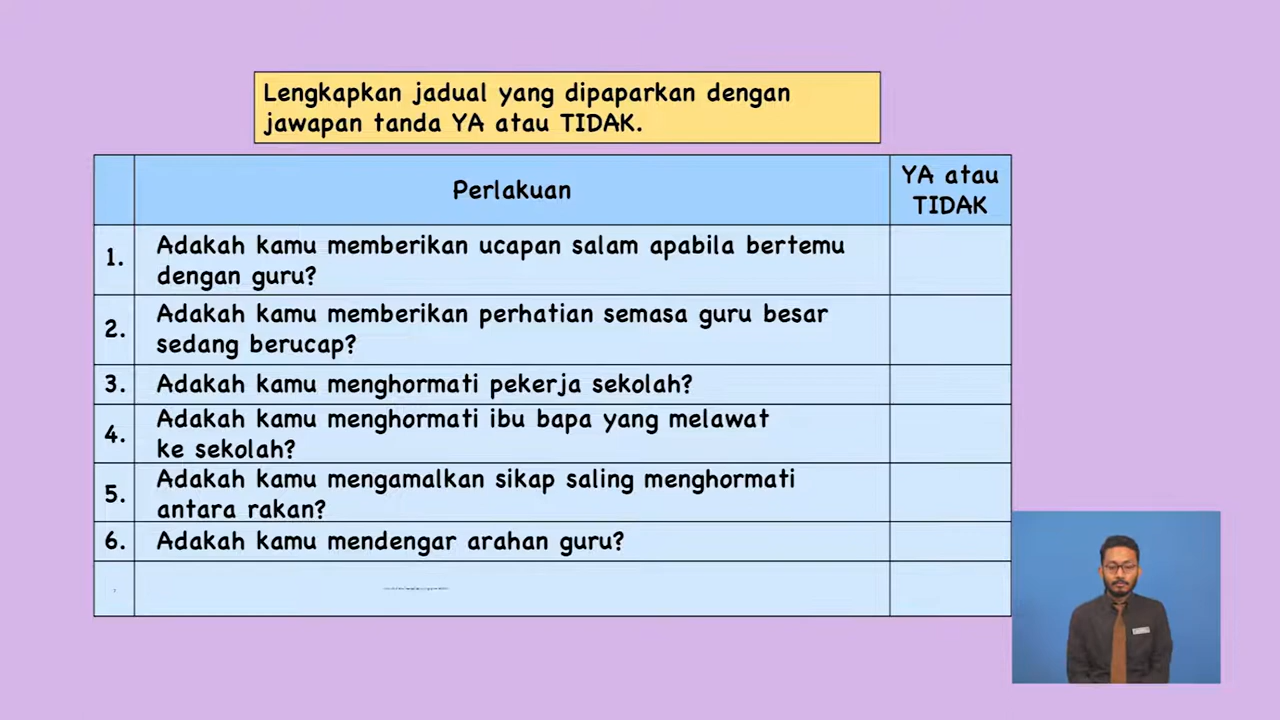 Lengkapkan jadual yang dipaparkan dengan
jawapan tanda YA atau TIDAK.
Perlakuan
YA atau
TIDAK
1.
Adakah kamu memberikan ucapan salam apabila bertemu
dengan guru?
2.
Adakah kamu memberikan perhatian semasa guru besar
sedang berucap?
3.
Adakah kamu menghormati pekerja sekolah?
4.
Adakah kamu menghormati ibu bapa yang melawat
ke sekolah?
5.
Adakah kamu mengamalkan sikap saling menghormati
antara rakan?
6.
Adakah kamu mendengar arahan guru?